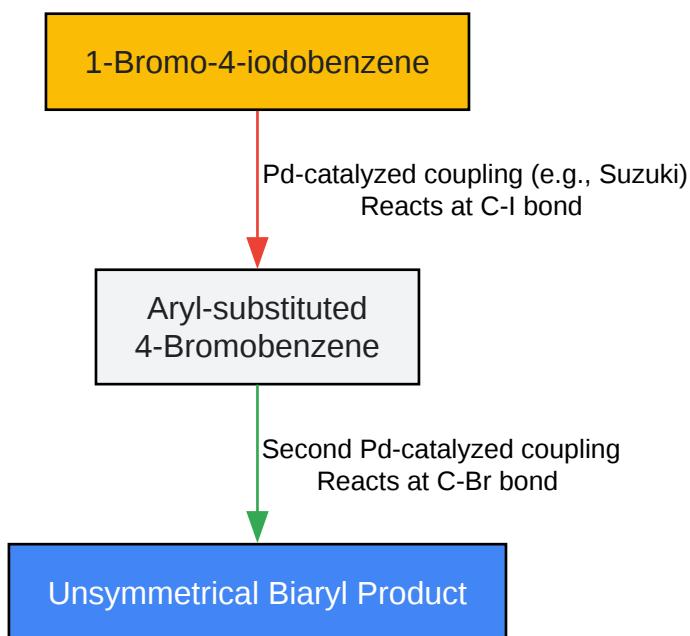 1-Bromo-4-iodobenzene
Pd-catalyzed coupling (e.g., Suzuki)
Reacts at C-I bond
Aryl-substituted
4-Bromobenzene
Second Pd-catalyzed coupling
Reacts at C-Br bond
Unsymmetrical Biaryl Product